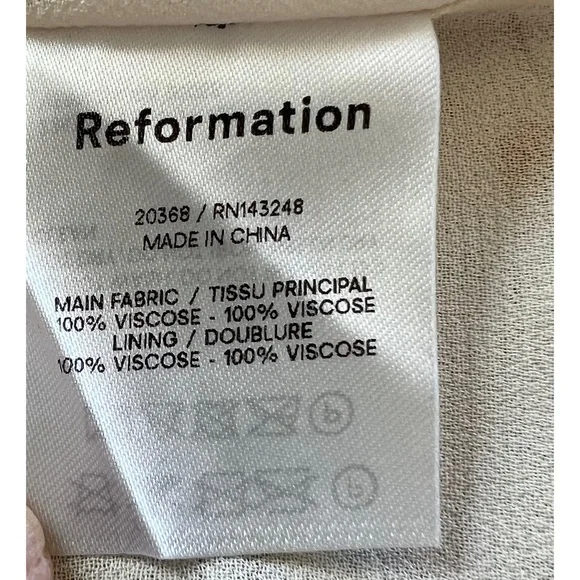 Reformation
20368 / RN143248
MADE IN CHINA
MAIN FABRIC / TISSU PRINCIPAL
100% VISCOSE - 100% VISCOSE
LINING / DOUBLURE
100% VISCOSE - 100% VISCOSE